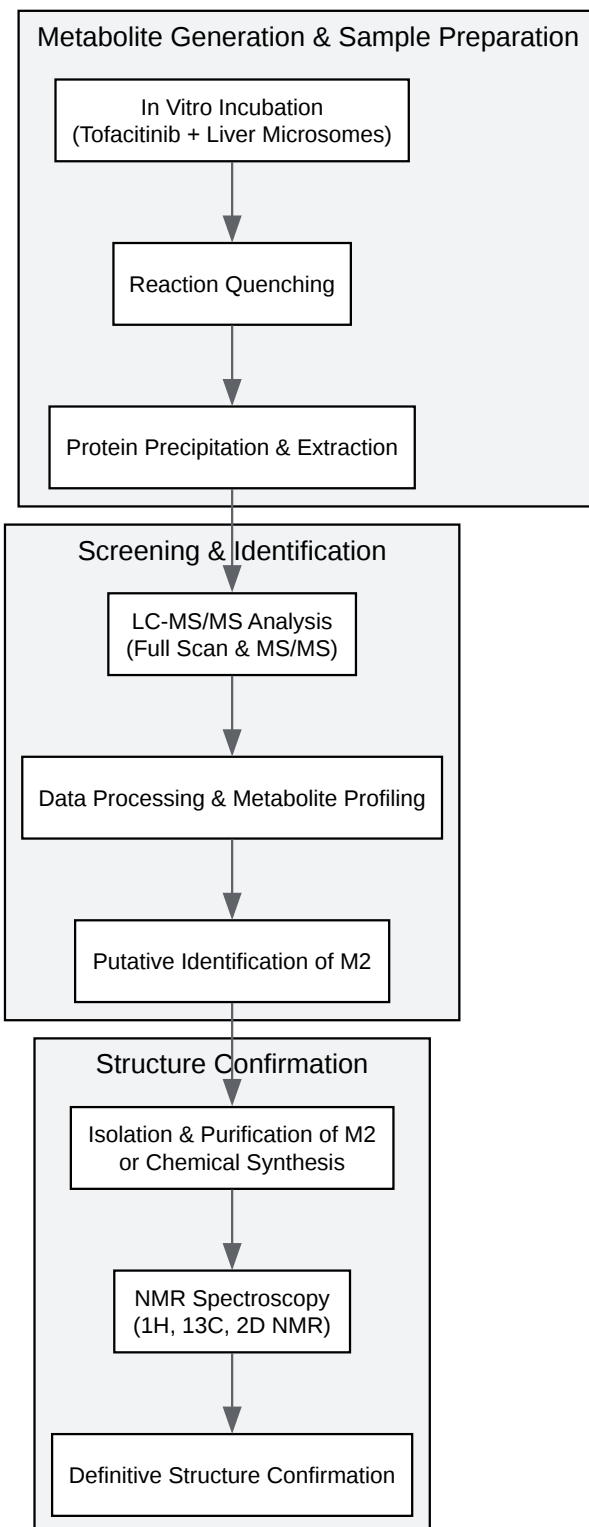 Metabolite Generation & Sample Preparation
In Vitro Incubation
(Tofacitinib + Liver Microsomes)
Reaction Quenching
Protein Precipitation & Extraction
Screening & Identification
LC-MS/MS Analysis
(Full Scan & MS/MS)
Data Processing & Metabolite Profiling
Putative Identification of M2
Structure Confirmation
Isolation & Purification of M2
or Chemical Synthesis
NMR Spectroscopy
(1H, 13C, 2D NMR)
Definitive Structure Confirmation